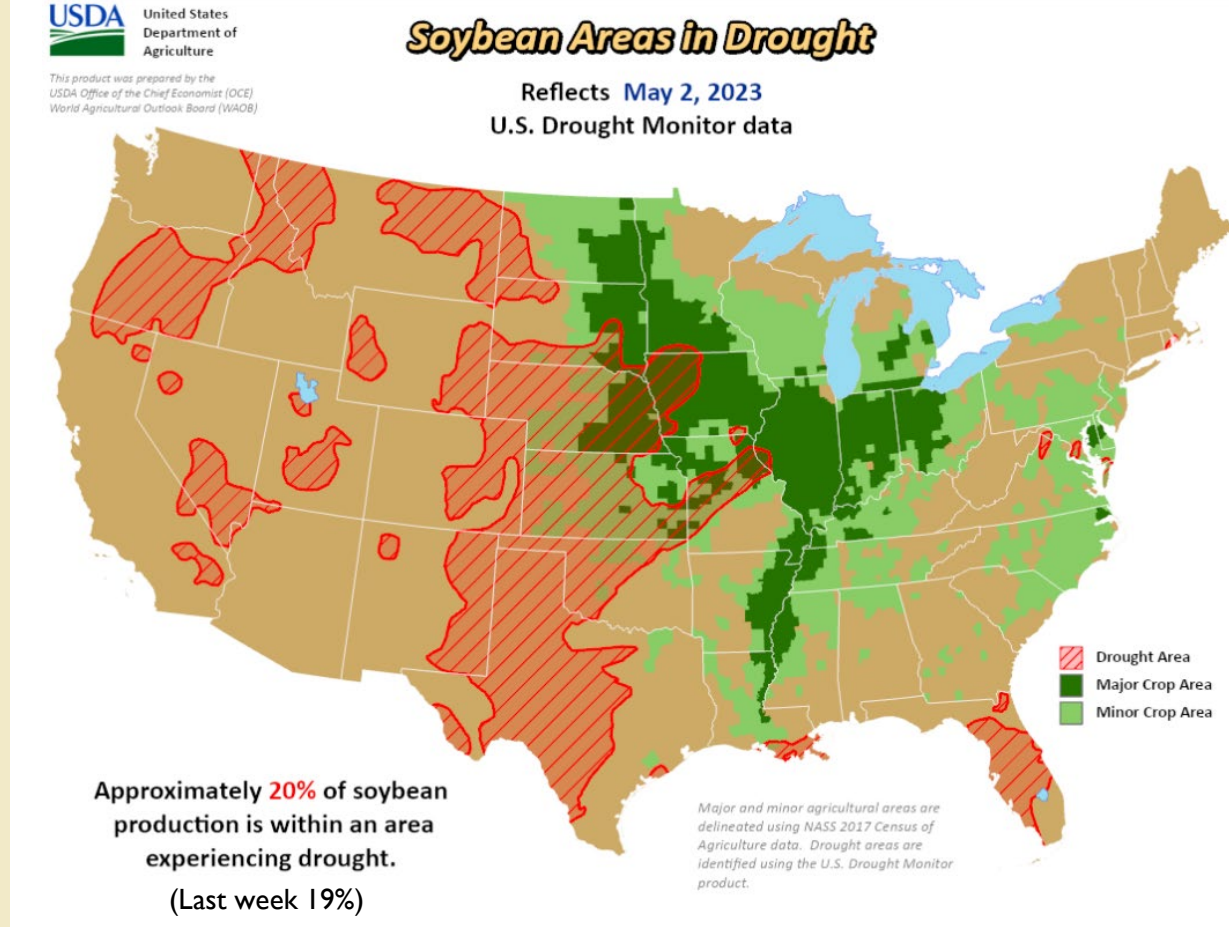 USDA
United States
Department of
Agriculture
This product was prepared by the
USDA Office of the Chief Economist (OCE)
World Agricultural Outlook Board (WAOB)
Soybean Areas in Drought
Reflects May 2, 2023
U.S. Drought Monitor data
Drought Area
Major Crop Area
Minor Crop Area
Approximately 20% of soybean
production is within an area
experiencing drought.
(Last week 19%)
Major and minor agricultural areas are
delineated using NASS 2017 Census of
Agriculture data. Drought areas are
identified using the U.S. Drought Monitor
product.